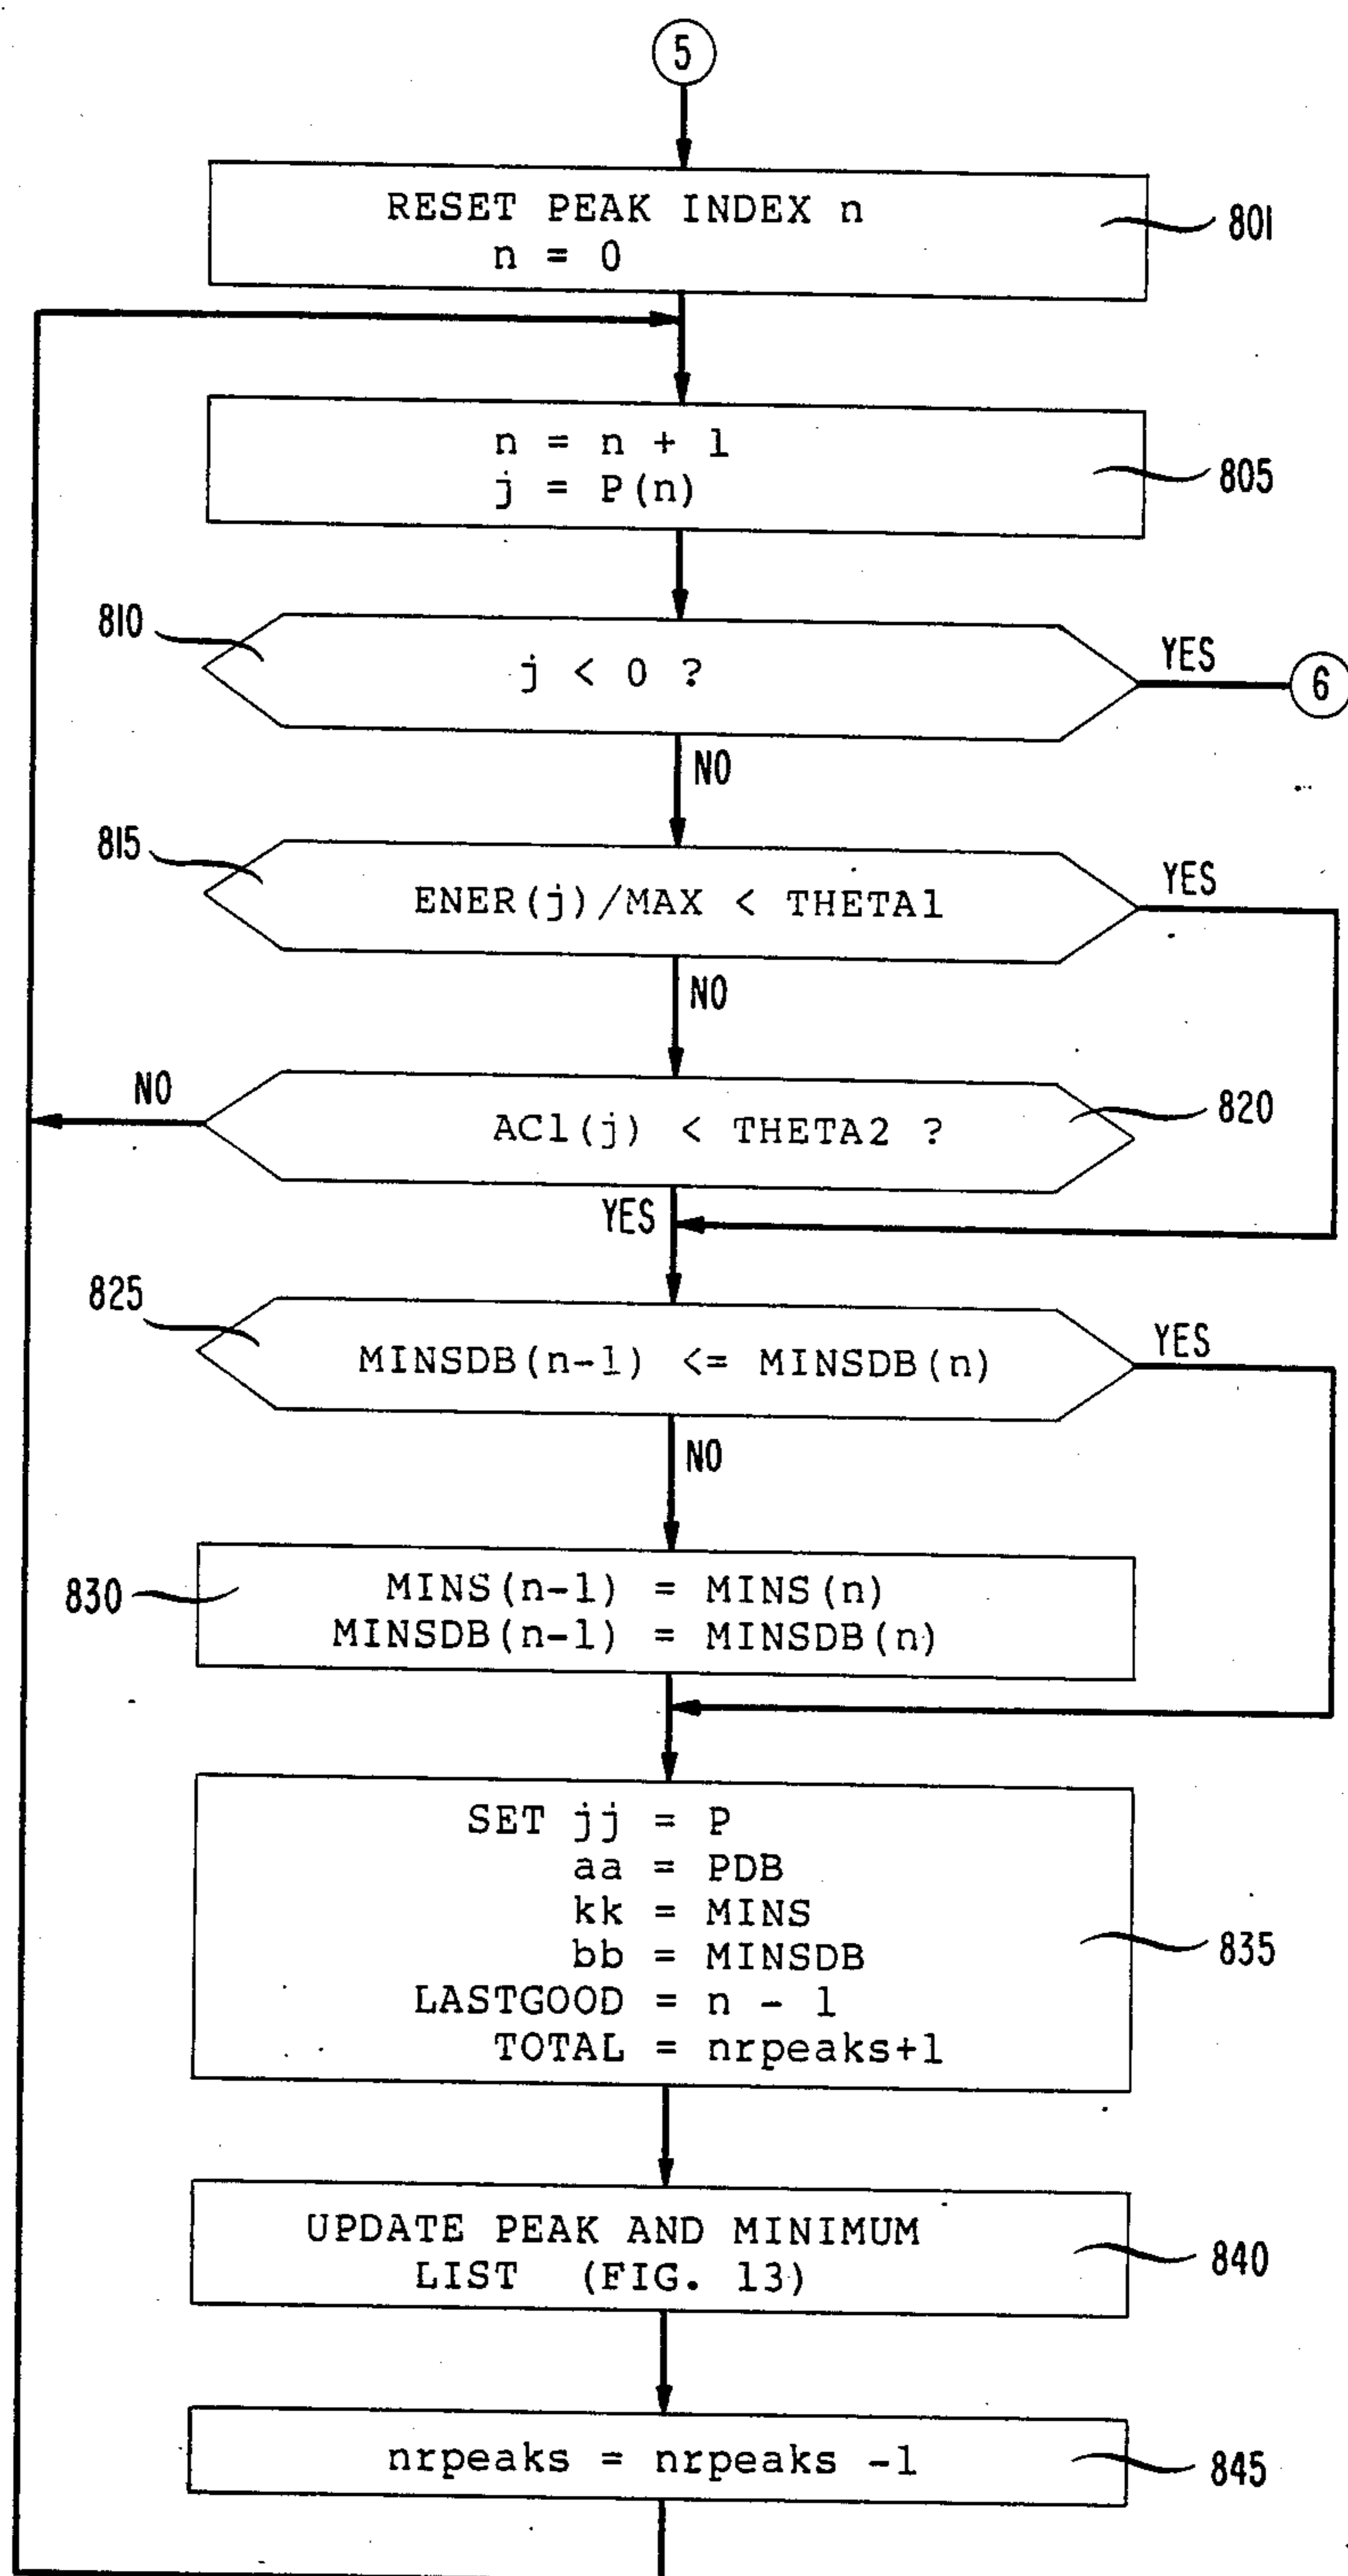 5
RESET PEAK INDEX n
n = 0
801
n = n + 1
j = P(n)
805
810
j < 0 ?
YES
6
NO
815
ENER(j)/MAX < THETA1
YES
NO
NO
AC1(j) < THETA2 ?
820
YES
825
MINSDB(n-1) <= MINSDB(n)
YES
NO
830
MINS(n-1) = MINS(n)
MINSDB(n-1) = MINSDB(n)
SET jj = P
aa = PDB
kk = MINS
bb = MINSDB
LASTGOOD = n - 1
TOTAL = nrpeaks+1
835
UPDATE PEAK AND MINIMUM
LIST (FIG. 13)
840
nrpeaks = nrpeaks -1
845